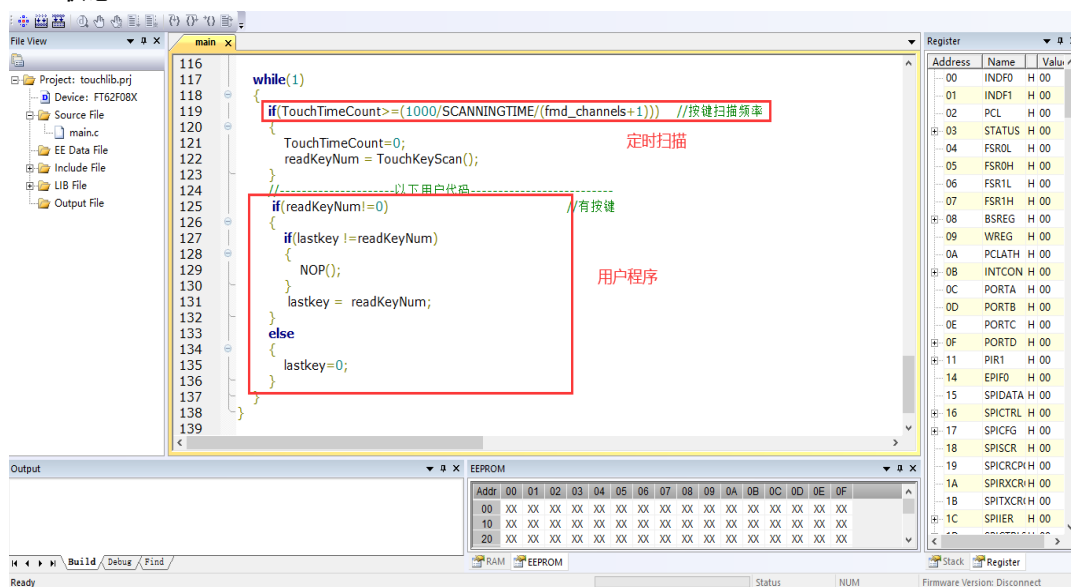 File View
main
Register
Project: touchlib.prj
Device: FT62F08X
Source File
main.c
EE Data File
Include File
LIB File
Output File
116
117 while(1)
118 {
119 if(TouchTimeCount>=(1000/SCANNINGTIME/(fmd_channels+1))) //按键扫描频率
120 {
定时扫描
121 TouchTimeCount=0;
122 readKeyNum = TouchKeyScan();
123 }
124 //---------------------以下用户代码--------------------------
125 if(readKeyNum!=0) //有按键
126 {
127 if(lastkey !=readKeyNum)
128 {
129 NOP();
用户程序
130 }
131 lastkey = readKeyNum;
132 }
133 else
134 {
135 lastkey=0;
136 }
137 }
138 }
139
Address Name Valu
00 INDF0 H 00
01 INDF1 H 00
02 PCL H 00
03 STATUS H 00
04 FSR0L H 00
05 FSR0H H 00
06 FSR1L H 00
07 FSR1H H 00
08 BSREG H 00
09 WREG H 00
0A PCLATH H 00
0B INTCON H 00
0C PORTA H 00
0D PORTB H 00
0E PORTC H 00
0F PORTD H 00
11 PIR1 H 00
14 EPIF0 H 00
15 SPIDATA H 00
16 SPICTRL H 00
17 SPICFG H 00
18 SPISCR H 00
19 SPICRCP H 00
1A SPIRXCR H 00
1B SPITXCR H 00
1C SPIIER H 00
Output
EEPROM
Addr 00 01 02 03 04 05 06 07 08 09 0A 0B 0C 0D 0E 0F
00 XX XX XX XX XX XX XX XX XX XX XX XX XX XX XX XX
10 XX XX XX XX XX XX XX XX XX XX XX XX XX XX XX XX
20 XX XX XX XX XX XX XX XX XX XX XX XX XX XX XX XX
Build Debug Find
RAM EEPROM
Stack Register
Ready
Status
NUM
Firmware Version: Disconnect